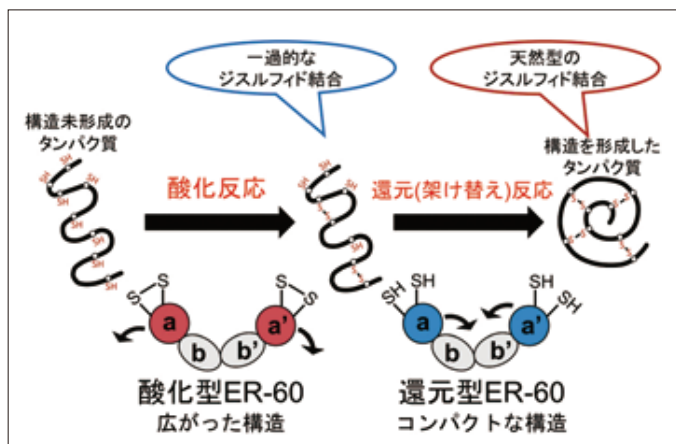 一過的な
ジスルフィド結合
天然型の
ジスルフィド結合
構造未形成の
タンパク質
構造を形成した
タンパク質
酸化反応
還元(架け替え)反応
SH
SH
SH
SH
SH
SH
SH
SH
S
S
S
S
SH
SH
SH
SH
a
b
b'
a'
a
b
b'
a'
酸化型ER-60
広がった構造
還元型ER-60
コンパクトな構造